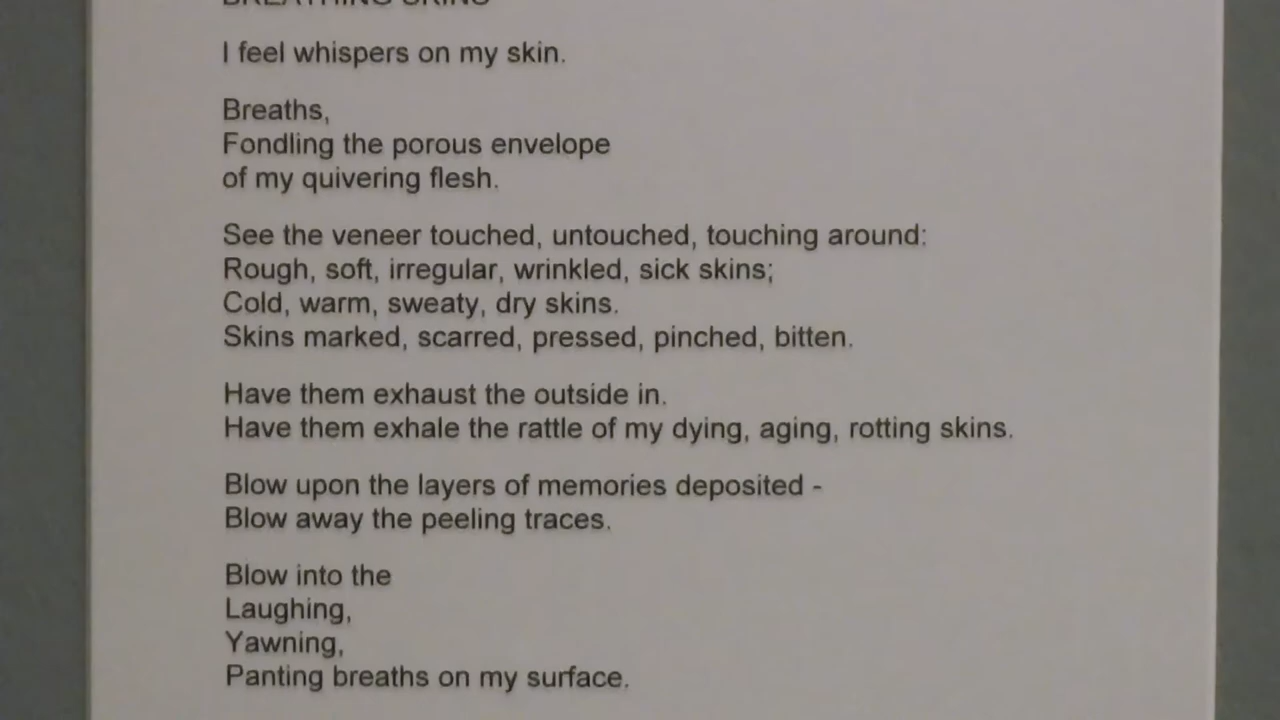 BREATHING SKINS
I feel whispers on my skin.
Breaths,
Fondling the porous envelope
of my quivering flesh.
See the veneer touched, untouched, touching around:
Rough, soft, irregular, wrinkled, sick skins;
Cold, warm, sweaty, dry skins.
Skins marked, scarred, pressed, pinched, bitten.
Have them exhaust the outside in.
Have them exhale the rattle of my dying, aging, rotting skins.
Blow upon the layers of memories deposited -
Blow away the peeling traces.
Blow into the
Laughing,
Yawning,
Panting breaths on my surface.